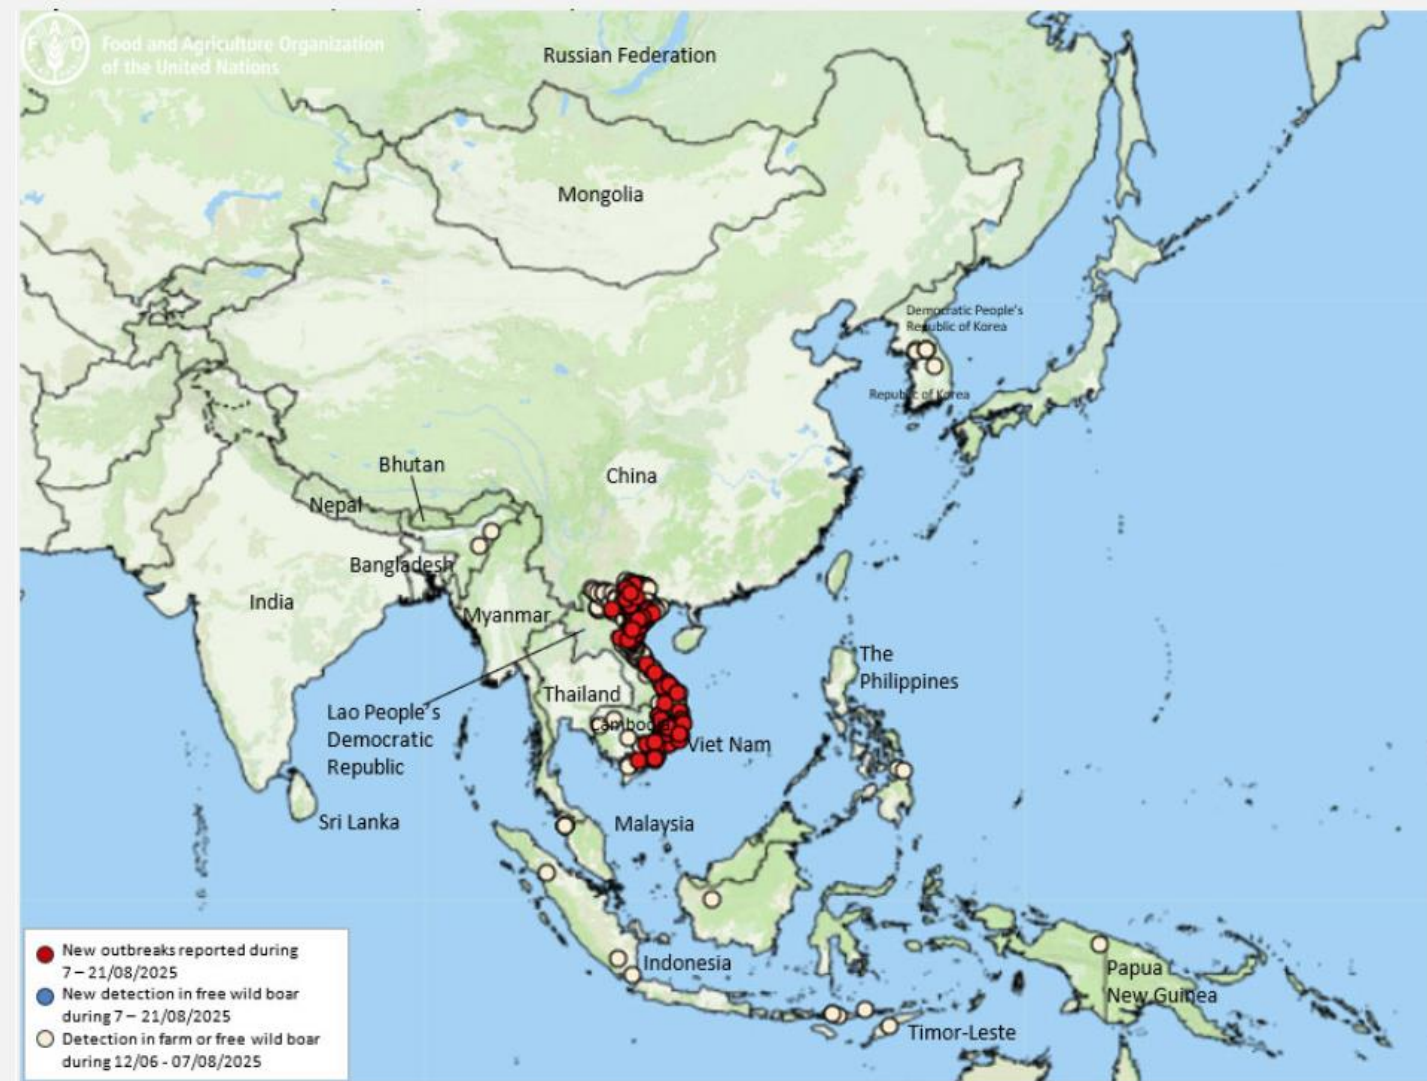 FAO
Food and Agriculture Organization
of the United Nations
Russian Federation
Mongolia
Democratic People's
Republic of Korea
Republic of Korea
China
Bhutan
Nepal
Bangladesh
India
Myanmar
Lao People's
Democratic
Republic
Thailand
Viet Nam
The
Philippines
Sri Lanka
Malaysia
Indonesia
Papua
New Guinea
Timor-Leste
New outbreaks reported during
7 – 21/08/2025
New detection in free wild boar
during 7 – 21/08/2025
Detection in farm or free wild boar
during 12/06 - 07/08/2025